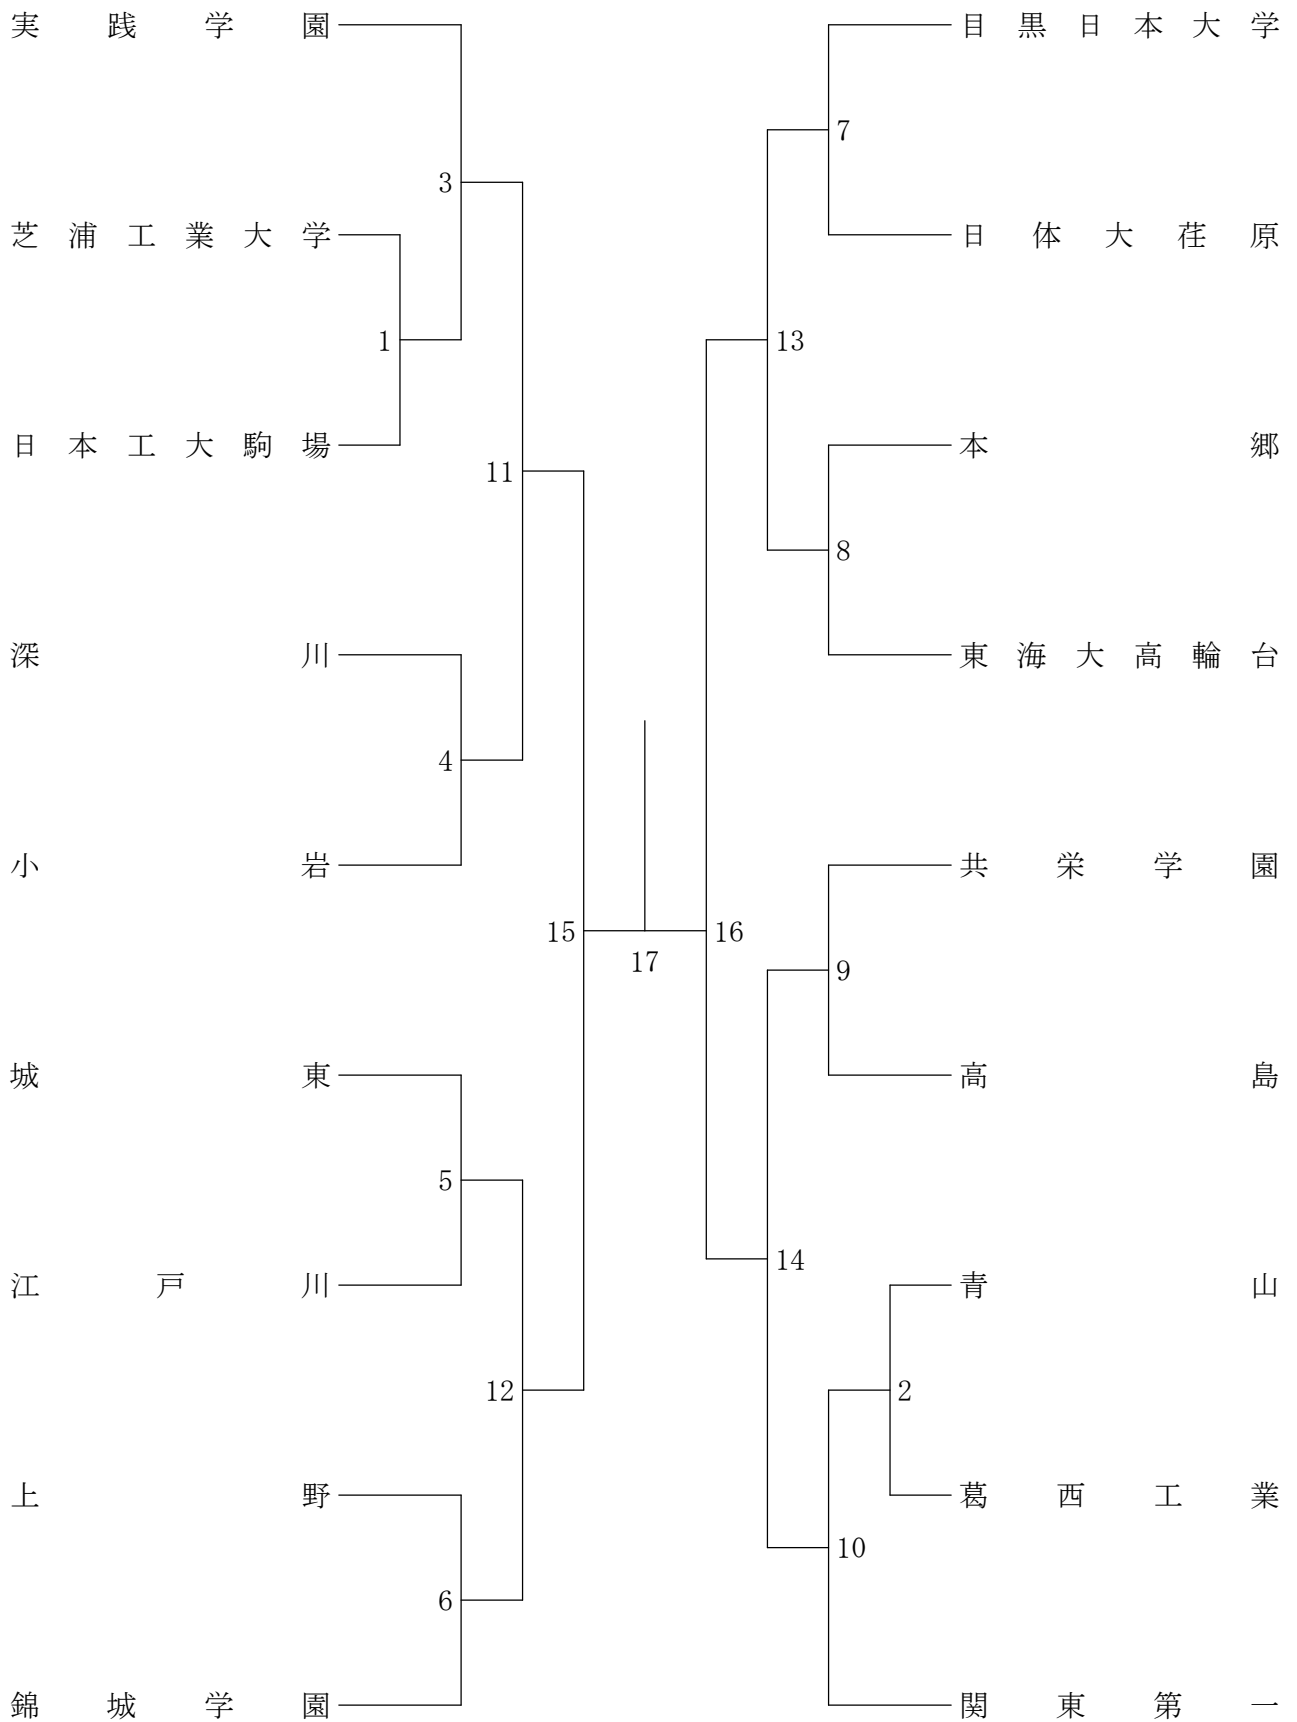 実践学園
目黒日本大学
7
3
芝浦工業大学
日体大荏原
1
13
日本工大駒場
本郷
11
8
深川
東海大高輪台
4
小岩
共栄学園
15
16
17
9
城東
高島
5
14
江戸川
青山
12
2
上野
葛西工業
10
6
錦城学園
関東第一